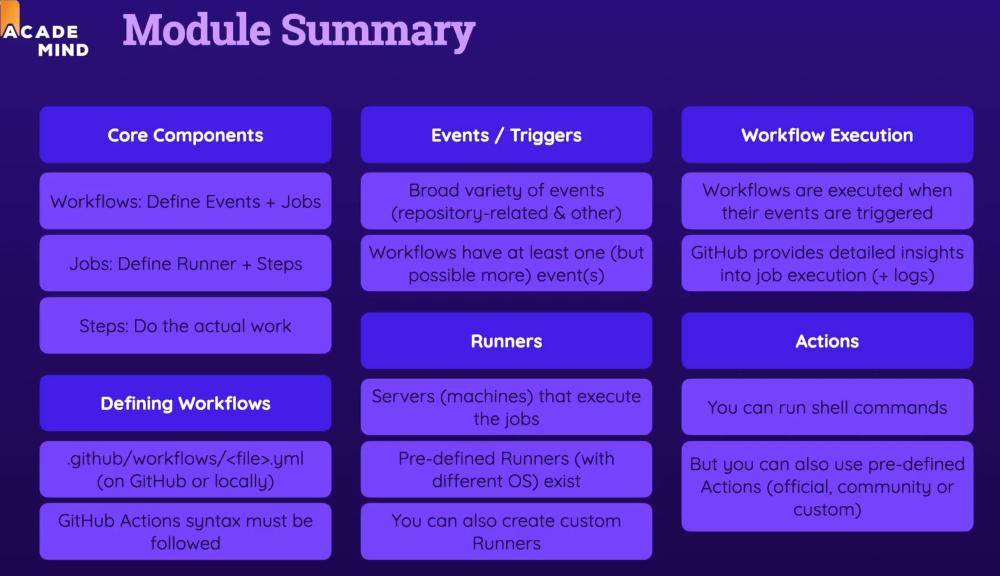 ACADE
MIND
Module Summary
Core Components
Workflows: Define Events + Jobs
Jobs: Define Runner + Steps
Steps: Do the actual work
Defining Workflows
.github/workflows/<file>.yml
(on GitHub or locally)
GitHub Actions syntax must be
followed
Events / Triggers
Broad variety of events
(repository-related & other)
Workflows have at least one (but
possible more) event(s)
Runners
Servers (machines) that execute
the jobs
Pre-defined Runners (with
different OS) exist
You can also create custom
Runners
Workflow Execution
Workflows are executed when
their events are triggered
GitHub provides detailed insights
into job execution (+ logs)
Actions
You can run shell commands
But you can also use pre-defined
Actions (official, community or
custom)